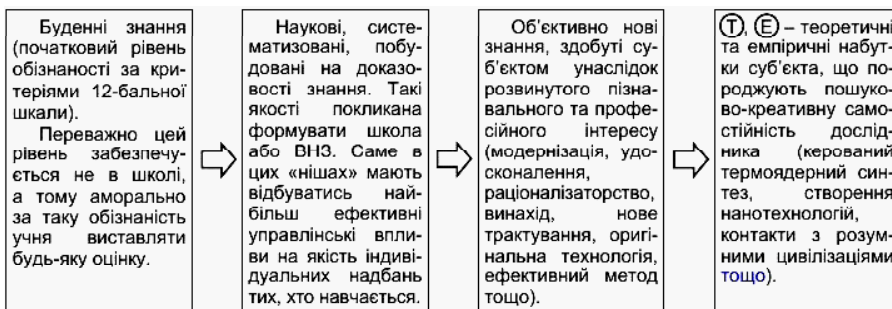 Буденні знання
(початковий рівень
обізнаності за кри-
теріями 12-бальної
шкали).
Переважно цей
рівень забезпечу-
ється не в школі,
а тому аморально
за таку обізнаність
учня виставляти
будь-яку оцінку.
Наукові, систе-
матизовані, побу-
довані на доказо-
вості знання. Такі
якості покликана
формувати школа
або ВНЗ. Саме в
цих «нішах» мають
відбуватись най-
більш ефективні
управлінські впли-
ви на якість індиві-
дуальних надбань
тих, хто навчається.
Об’єктивно нові
знання, здобуті су-
б’єктом унаслідок
розвинутого пізна-
вального та профе-
сійного інтересу
(модернізація, удо-
сконалення,
раціоналізаторство,
винахід, нове
трактування, оригі-
нальна технологія,
ефективний метод
тощо).
Ⓣ, Ⓔ – теоретичні
та емпіричні набут-
ки суб’єкта, що по-
роджують пошуко-
во-креативну само-
стійність дослід-
ника (керований
термоядерний син-
тез, створення
нанотехнологій,
контакти з розум-
ними цивілізаціями
тощо).